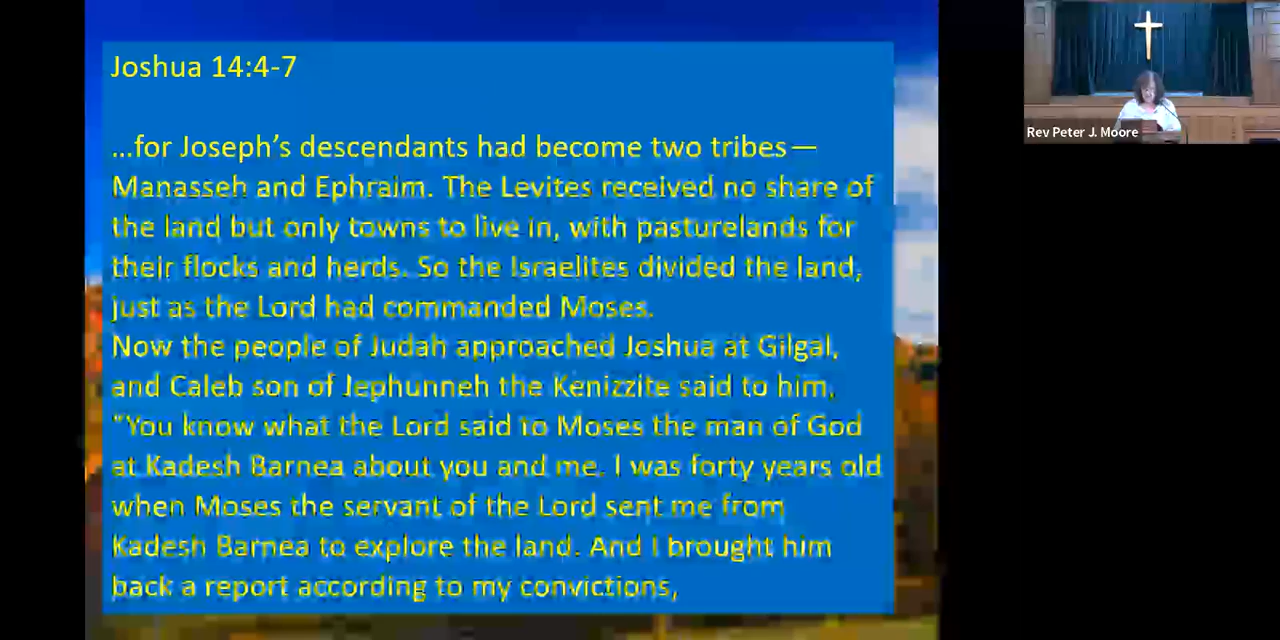 Joshua 14:4-7
...for Joseph's descendants had become two tribes—
Manasseh and Ephraim. The Levites received no share of
the land but only towns to live in, with pasturelands for
their flocks and herds. So the Israelites divided the land,
just as the Lord had commanded Moses.
Now the people of Judah approached Joshua at Gilgal,
and Caleb son of Jephunneh the Kenizzite said to him,
"You know what the Lord said to Moses the man of God
at Kadesh Barnea about you and me. I was forty years old
when Moses the servant of the Lord sent me from
Kadesh Barnea to explore the land. And I brought him
back a report according to my convictions,
Rev Peter J. Moore